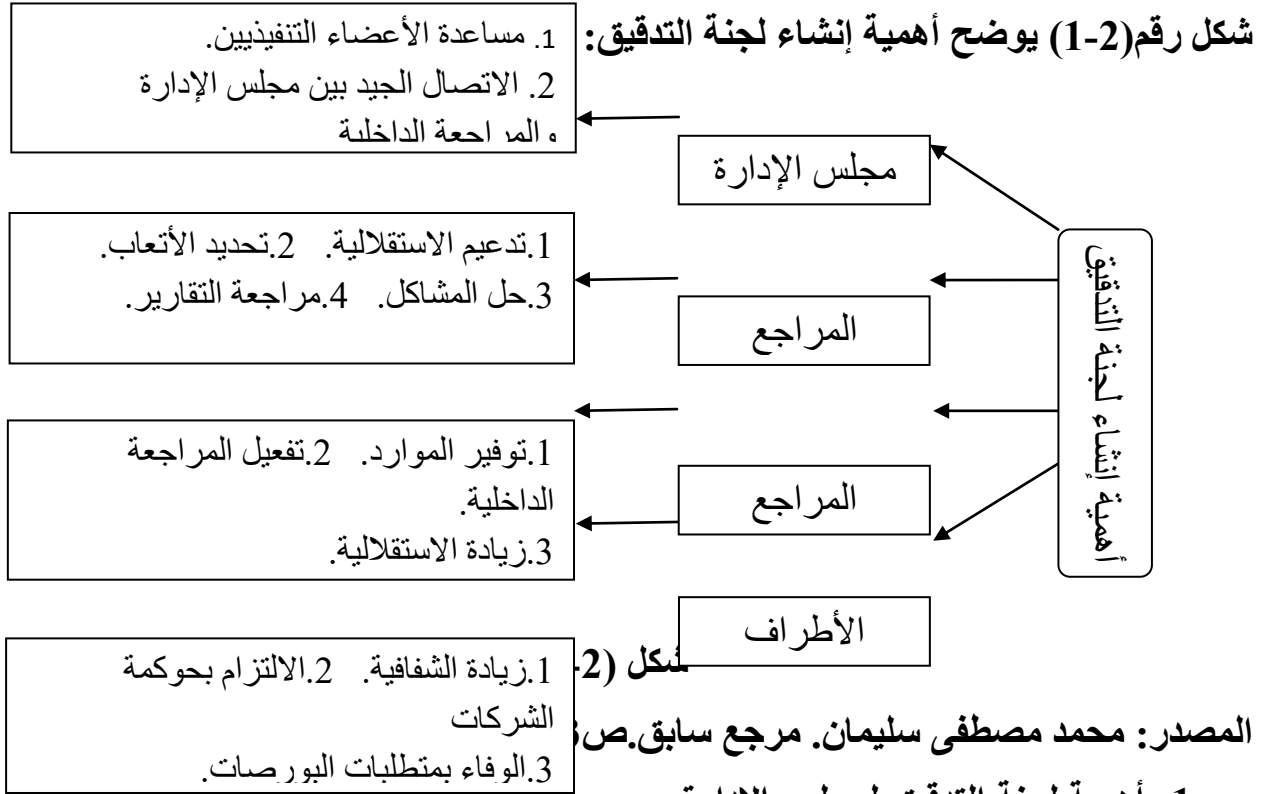 شكل رقم(2-1) يوضح أهمية إنشاء لجنة التدقيق:
1. مساعدة الأعضاء التنفيذيين.
2. الاتصال الجيد بين مجلس الإدارة
والمراجعة الداخلية
مجلس الإدارة
أهمية إنشاء لجنة التدقيق
1.تدعيم الاستقلالية. 2.تحديد الأتعاب.
3.حل المشاكل. 4.مراجعة التقارير.
المراجع
1.توفير الموارد. 2.تفعيل المراجعة
الداخلية.
3.زيادة الاستقلالية.
المراجع
الأطراف
شكل (2-
1.زيادة الشفافية. 2.الالتزام بحوكمة
الشركات
3.الوفاء بمتطلبات البورصات.
المصدر: محمد مصطفى سليمان. مرجع سابق.ص